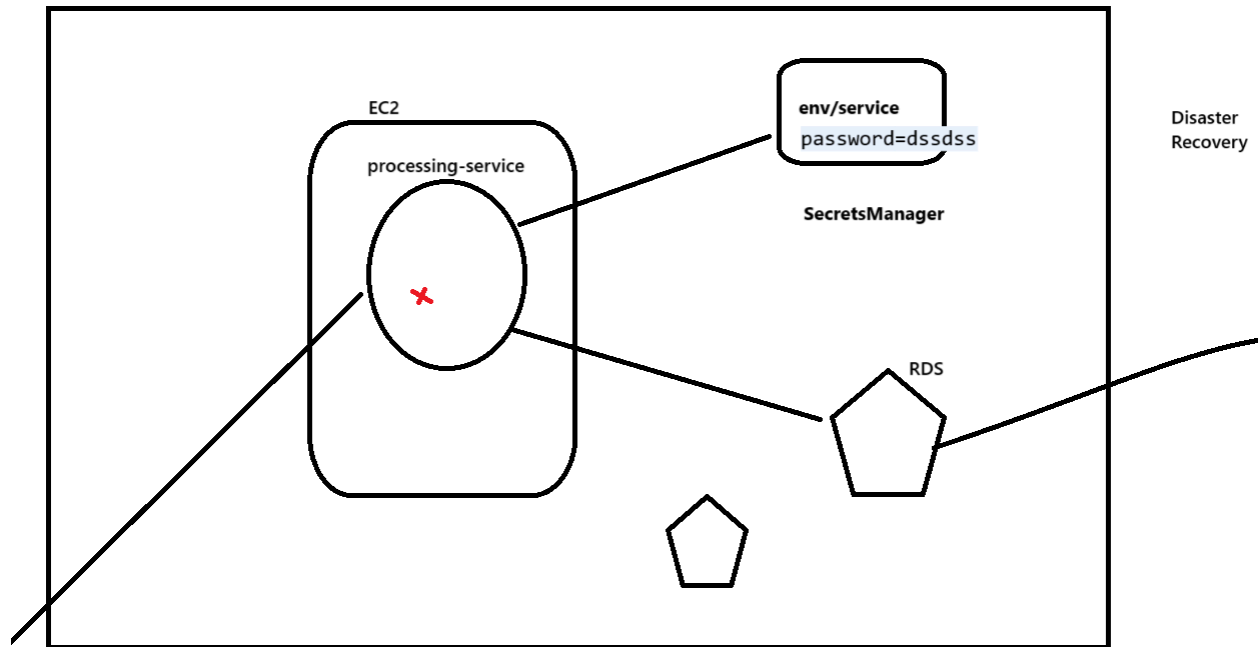 EC2
processing-service
env/service
password=dssdss
SecretsManager
Disaster
Recovery
RDS